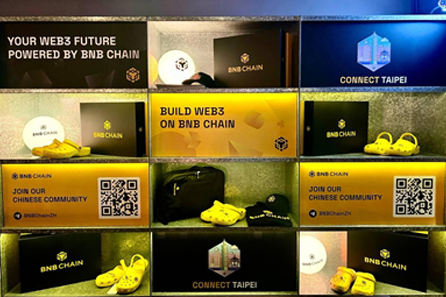 YOUR WEB3 FUTURE
POWERED BY BNB CHAIN
BNB CHAIN
CONNECT TAIPEI
BNB CHAIN
BUILD WEB3
ON BNB CHAIN
BNB CHAIN
BNB CHAIN
JOIN OUR
CHINESE COMMUNITY
BNBChainZH
BNB CHAIN
JOIN OUR
CHINESE COMMUNITY
BNBChainZH
BNB CHAIN
CONNECT TAIPEI
BNB CHAIN